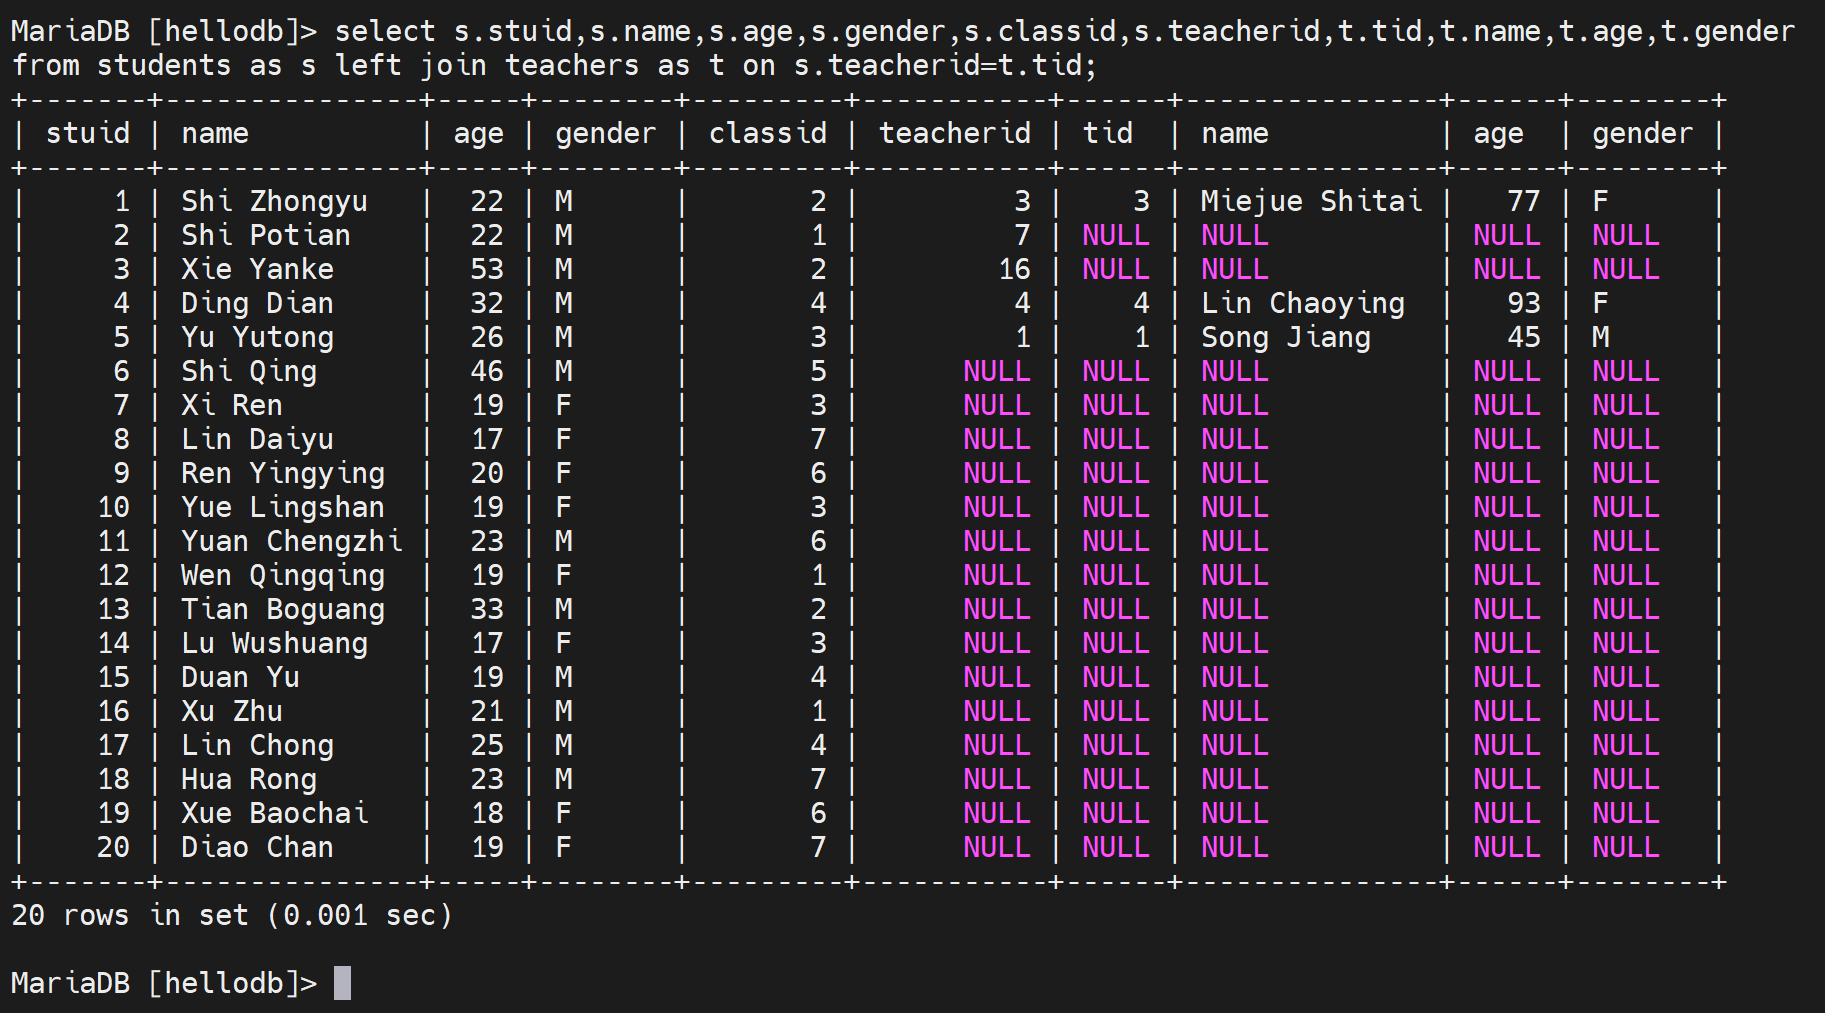 MariaDB [hellodb]> select s.stuid,s.name,s.age,s.gender,s.classid,s.teacherid,t.tid,t.name,t.age,t.gender
from students as s left join teachers as t on s.teacherid=t.tid;
+-------+---------------+-----+--------+---------+-----------+------+---------------+------+--------+
| stuid | name          | age | gender | classid | teacherid | tid  | name          | age  | gender |
+-------+---------------+-----+--------+---------+-----------+------+---------------+------+--------+
|     1 | Shi Zhongyu   |  22 | M      |       2 |         3 |    3 | Miejue Shitai |   77 | F      |
|     2 | Shi Potian    |  22 | M      |       1 |         7 | NULL | NULL          | NULL | NULL   |
|     3 | Xie Yanke     |  53 | M      |       2 |        16 | NULL | NULL          | NULL | NULL   |
|     4 | Ding Dian     |  32 | M      |       4 |         4 |    4 | Lin Chaoying  |   93 | F      |
|     5 | Yu Yutong     |  26 | M      |       3 |         1 |    1 | Song Jiang    |   45 | M      |
|     6 | Shi Qing      |  46 | M      |       5 |      NULL | NULL | NULL          | NULL | NULL   |
|     7 | Xi Ren        |  19 | F      |       3 |      NULL | NULL | NULL          | NULL | NULL   |
|     8 | Lin Daiyu     |  17 | F      |       7 |      NULL | NULL | NULL          | NULL | NULL   |
|     9 | Ren Yingying  |  20 | F      |       6 |      NULL | NULL | NULL          | NULL | NULL   |
|    10 | Yue Lingshan  |  19 | F      |       3 |      NULL | NULL | NULL          | NULL | NULL   |
|    11 | Yuan Chengzhi |  23 | M      |       6 |      NULL | NULL | NULL          | NULL | NULL   |
|    12 | Wen Qingqing  |  19 | F      |       1 |      NULL | NULL | NULL          | NULL | NULL   |
|    13 | Tian Boguang  |  33 | M      |       2 |      NULL | NULL | NULL          | NULL | NULL   |
|    14 | Lu Wushuang   |  17 | F      |       3 |      NULL | NULL | NULL          | NULL | NULL   |
|    15 | Duan Yu       |  19 | M      |       4 |      NULL | NULL | NULL          | NULL | NULL   |
|    16 | Xu Zhu        |  21 | M      |       1 |      NULL | NULL | NULL          | NULL | NULL   |
|    17 | Lin Chong     |  25 | M      |       4 |      NULL | NULL | NULL          | NULL | NULL   |
|    18 | Hua Rong      |  23 | M      |       7 |      NULL | NULL | NULL          | NULL | NULL   |
|    19 | Xue Baochai   |  18 | F      |       6 |      NULL | NULL | NULL          | NULL | NULL   |
|    20 | Diao Chan     |  19 | F      |       7 |      NULL | NULL | NULL          | NULL | NULL   |
+-------+---------------+-----+--------+---------+-----------+------+---------------+------+--------+
20 rows in set (0.001 sec)
MariaDB [hellodb]>